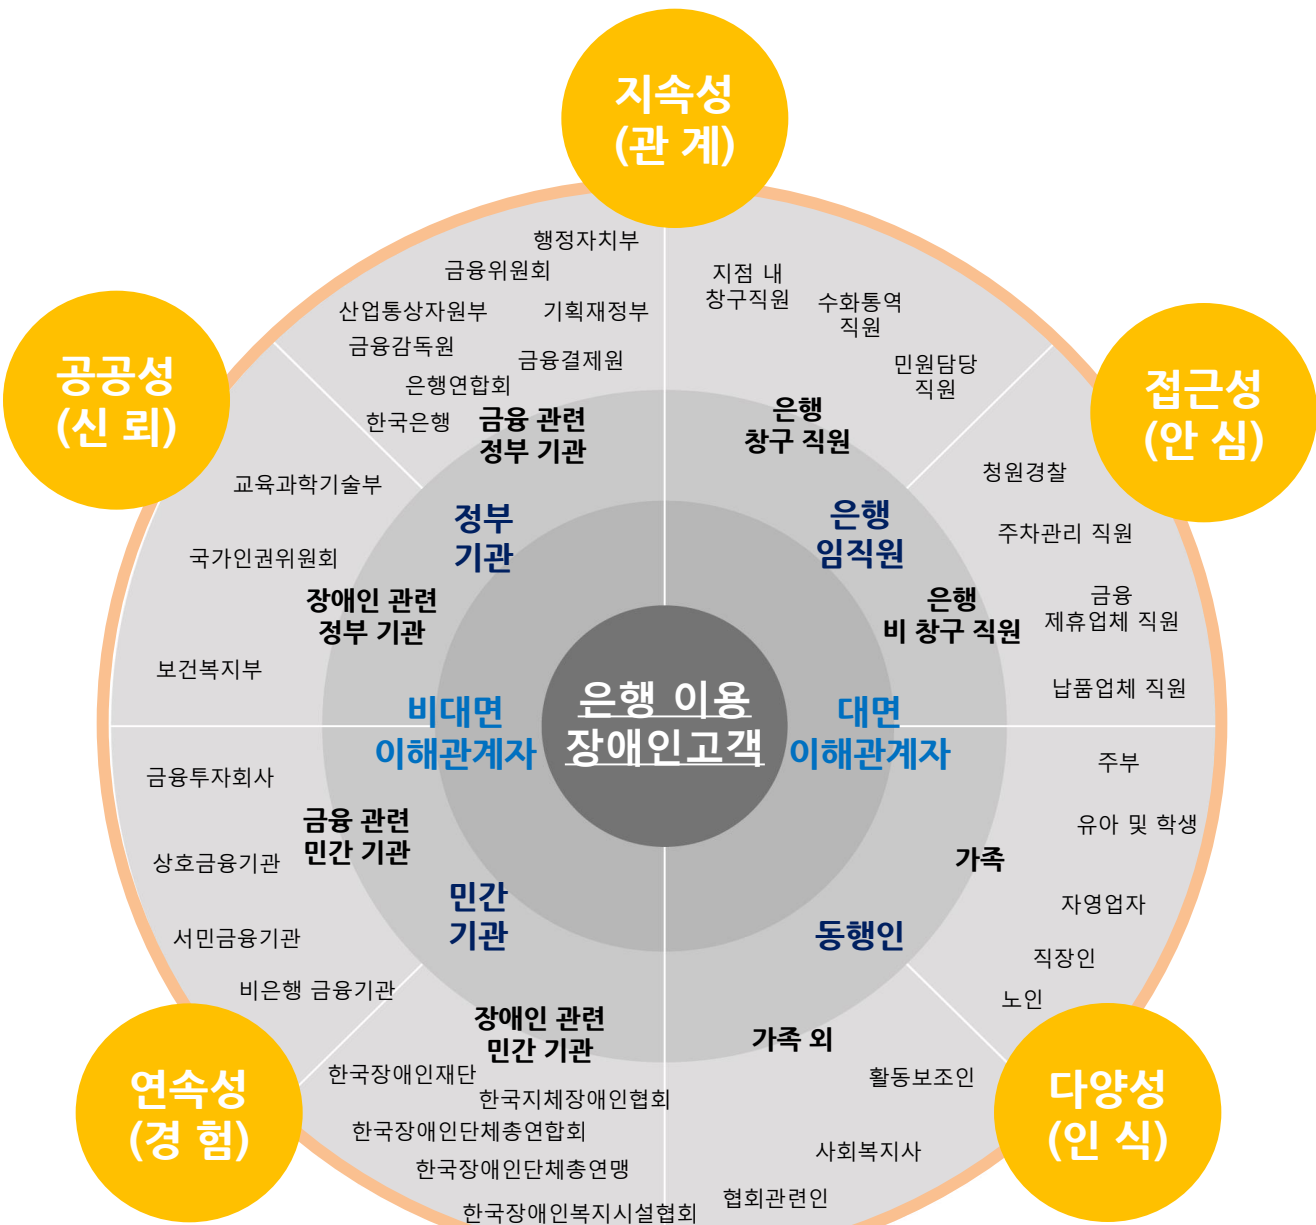 지속성
(관 계)
행정자치부
금융위원회
산업통상자원부
기획재정부
금융감독원
금융결제원
은행연합회
한국은행
금융 관련
정부 기관
지점 내
창구직원
수화통역
직원
민원담당
직원
은행
창구 직원
공공성
(신 뢰)
접근성
(안 심)
교육과학기술부
국가인권위원회
장애인 관련
정부 기관
보건복지부
정부
기관
은행
임직원
청원경찰
주차관리 직원
은행
비 창구 직원
금융
제휴업체 직원
납품업체 직원
비대면
이해관계자
은행 이용
장애인고객
대면
이해관계자
금융투자회사
금융 관련
민간 기관
상호금융기관
서민금융기관
비은행 금융기관
민간
기관
동행인
주부
유아 및 학생
가족
자영업자
직장인
노인
장애인 관련
민간 기관
가족 외
한국장애인재단
한국지체장애인협회
한국장애인단체총연합회
한국장애인단체총연맹
한국장애인복지시설협회
활동보조인
사회복지사
협회관련인
연속성
(경 험)
다양성
(인 식)